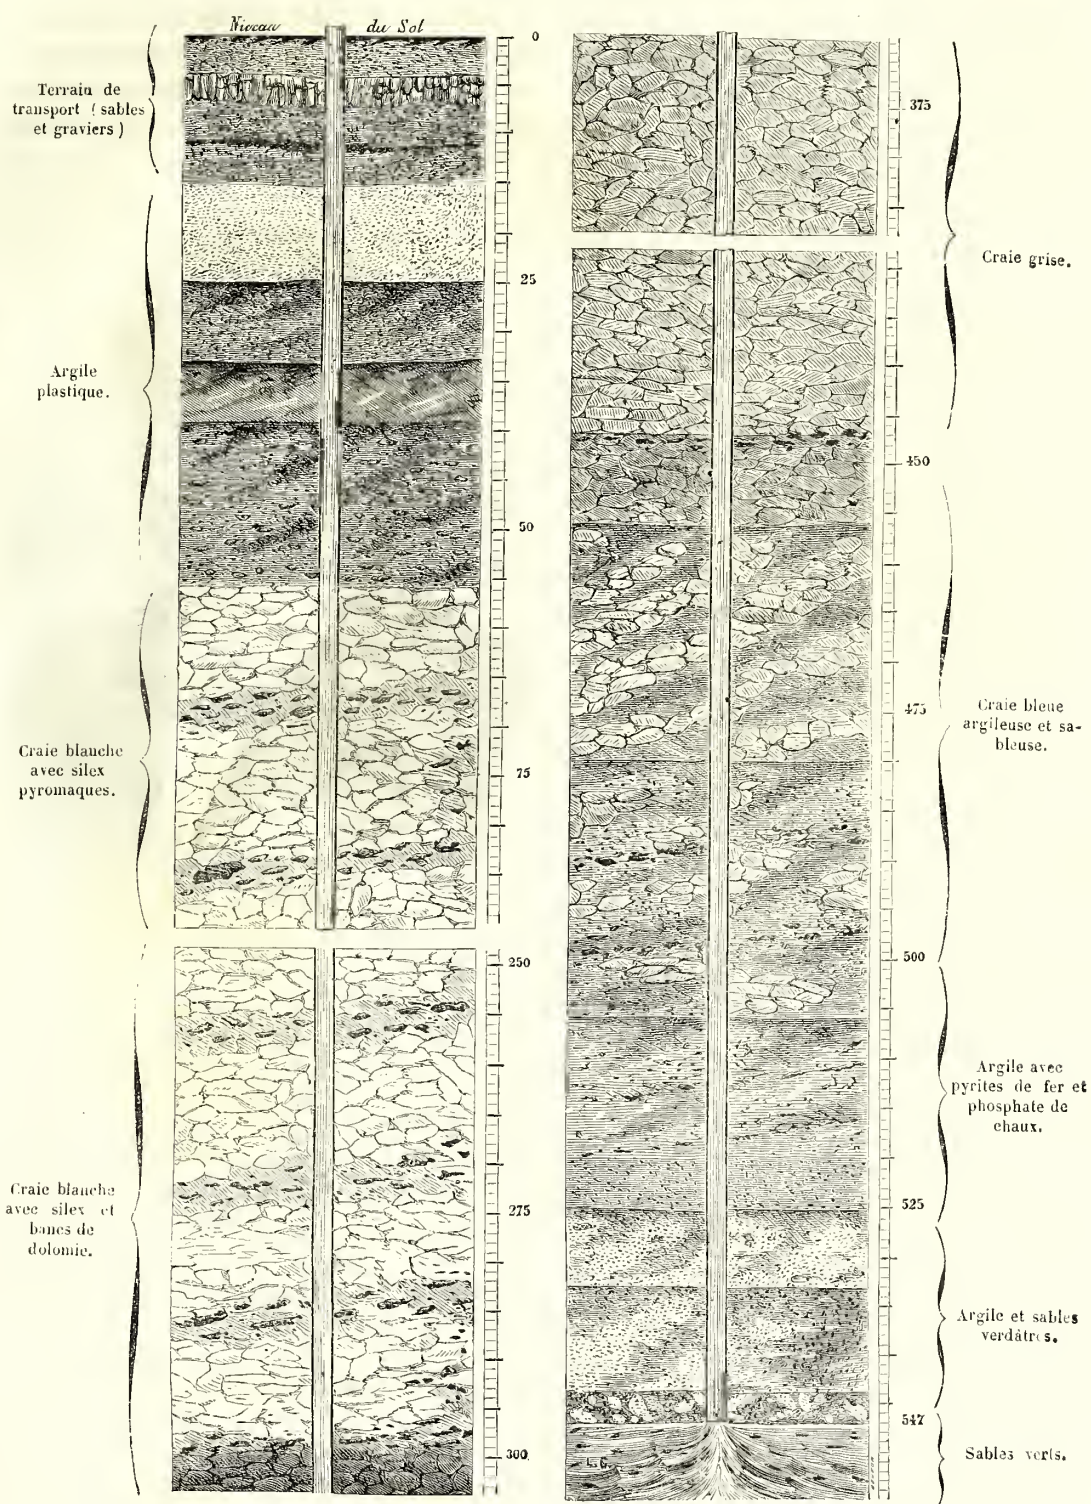 Niveau du Sol
0
Terrain de
transport (sables
et graviers)
25
Argile
plastique.
50
Craie blanche
avec silex
pyromaques.
75
250
Craie blanche
avec silex et
bancs de
dolomie.
275
300
375
Craie grise.
450
475
Craie bleue
argileuse et sa-
bleuse.
500
Argile avec
pyrites de fer et
phosphate de
chaux.
525
Argile et sables
verdâtres.
547
Sables verts.
L.G.